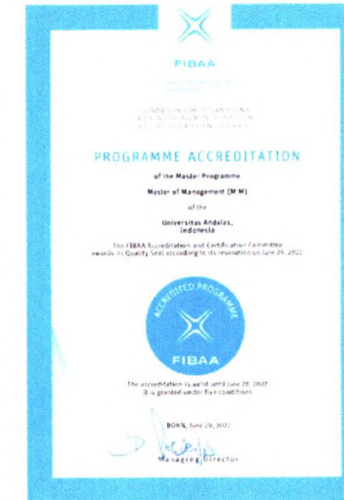 FIBAA
PROGRAMME ACCREDITATION
of the Master Programme
Master of Management (M M)
of the
Universitas Andalas,
Indonesia
The FIBAA Accreditation and Certification Committee
awards its Quality Seal according to its resolution on June 29, 2022
ACCREDITED PROGRAMME
FIBAA
The accreditation is valid until June 28, 2027
It is granted under five conditions
BONN, June 29, 2022
Managing Director